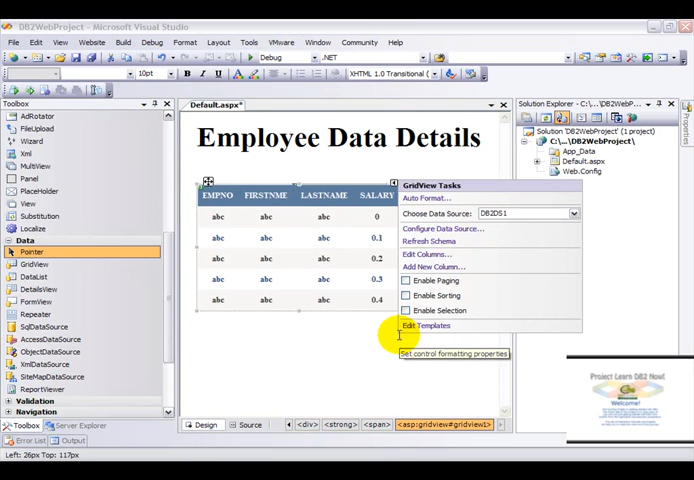 DB2WebProject - Microsoft Visual Studio
File Edit View Website Build Debug Format Layout Tools VMware Window Community Help
Debug .NET
10pt B I U A XHTML 1.0 Transitional (
Toolbox
AdRotator
FileUpload
Wizard
Xml
MultiView
Panel
PlaceHolder
View
Substitution
Localize
Data
Pointer
GridView
DataList
DetailsView
FormView
Repeater
SqlDataSource
AccessDataSource
ObjectDataSource
XmlDataSource
SiteMapDataSource
ReportViewer
Validation
Navigation
Toolbox Server Explorer
Error List Output
Left: 26px Top: 117px
Default.aspx*
Employee Data Details
EMPNO FIRSTNME LASTNAME SALARY
abc abc abc 0
abc abc abc 0.1
abc abc abc 0.2
abc abc abc 0.3
abc abc abc 0.4
GridView Tasks
Auto Format...
Choose Data Source: DB2DS1
Configure Data Source...
Refresh Schema
Edit Columns...
Add New Column...
Enable Paging
Enable Sorting
Enable Selection
Edit Templates
Set control formatting properties
Design Source <div> <strong> <span> <asp:gridview#gridview1>
Solution Explorer - C:\...\DB2WebP...
Solution 'DB2WebProject' (1 project)
C:\...\DB2WebProject\
App_Data
Default.aspx
Web.Config
Properties
Project Learn DB2 Now!
Welcome!